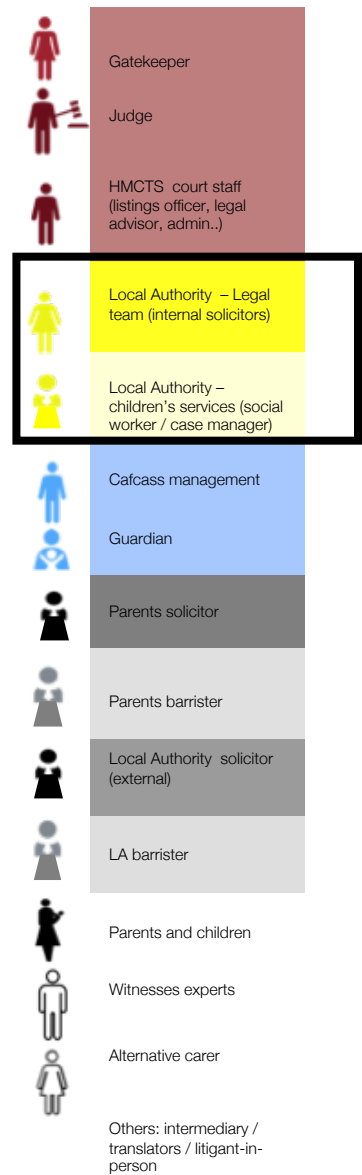 Gatekeeper
Judge
HMCTS  court staff
(listings officer, legal
advisor, admin..)
Local Authority  – Legal
team (internal solicitors)
Local Authority –
children’s services (social
worker / case manager)
Cafcass management
Guardian
Parents solicitor
Parents barrister
Local Authority  solicitor
(external)
LA barrister
Parents and children
Witnesses experts
Alternative carer
Others: intermediary /
translators / litigant-in-
person